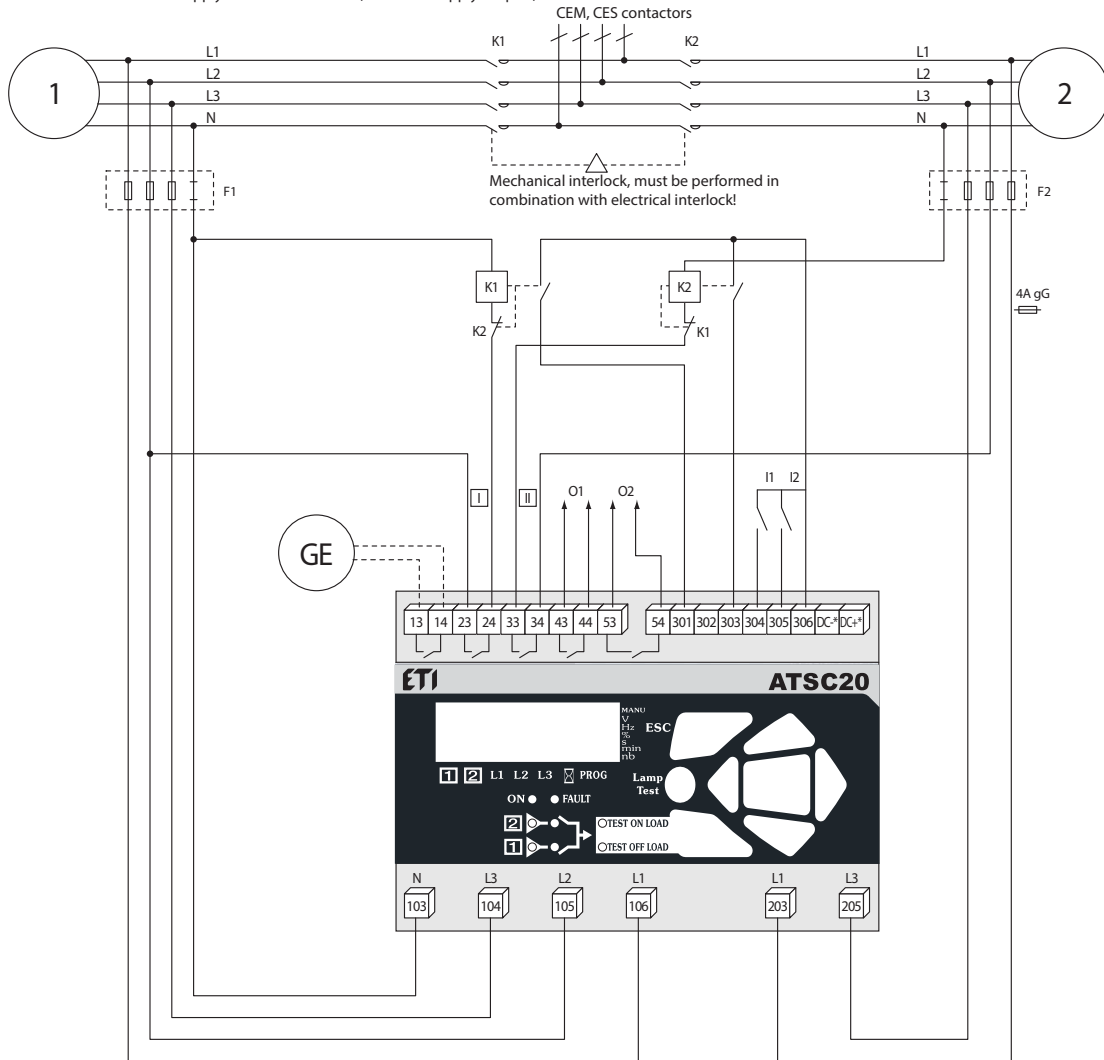 CEM, CES contactors
K1 K2
L1 L1
L2 L2
L3 L3
N N
1 2
F1 F2
Mechanical interlock, must be performed in
combination with electrical interlock!
K1 K2
4A gG
K2 K1
I II O1 O2 I1 I2
GE
13 14 23 24 33 34 43 44 53 54 301 302 303 304 305 306 DC-* DC+*
ETI ATSC20
MANU
V
Hz
%
s
min
nb
ESC
1 2 L1 L2 L3 PROG
Lamp
Test
ON FAULT
2 TEST ON LOAD
1 TEST OFF LOAD
N L3 L2 L1 L1 L3
103 104 105 106 203 205